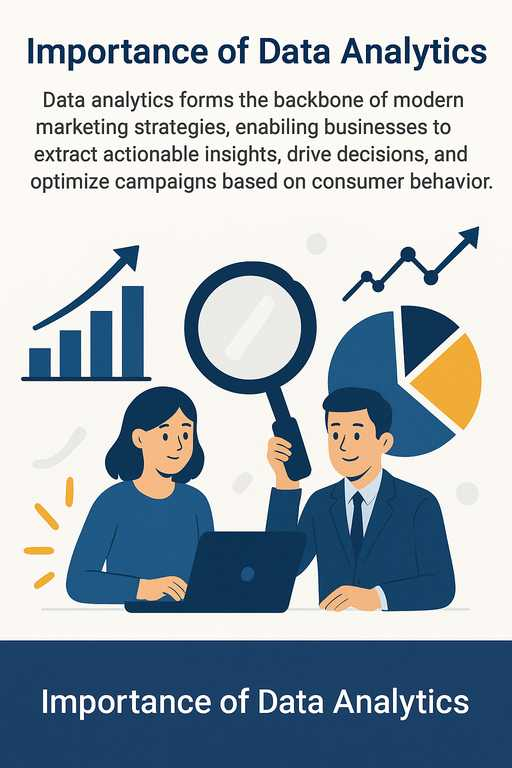 Importance of Data Analytics
Data analytics forms the backbone of modern
marketing strategies, enabiling businesses to
extract actionable insights, drive decisions, and
optimize campaigns based on consumer behavior.
Importance of Data Analytics